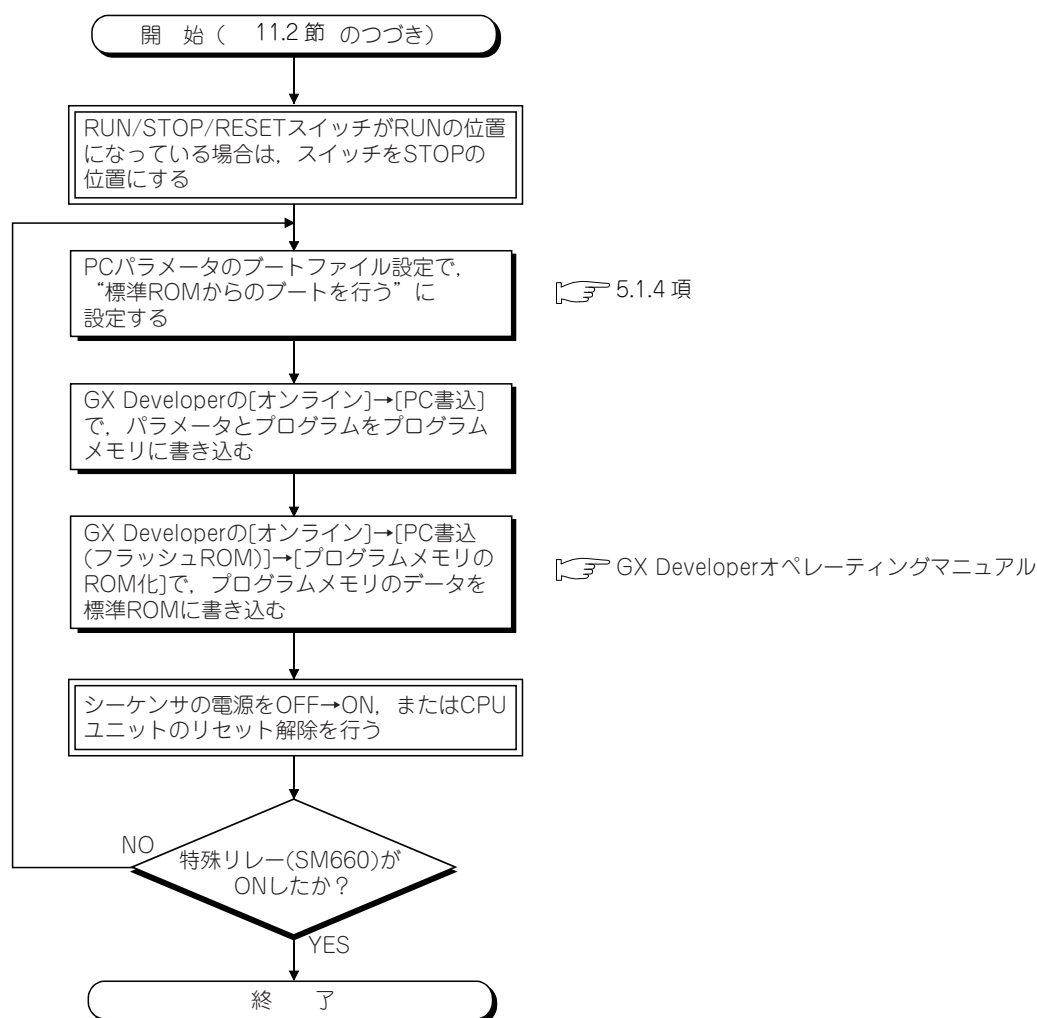 開　始（　11.2 節 のつづき）
RUN/STOP/RESETスイッチがRUNの位置
になっている場合は，スイッチをSTOPの
位置にする
PCパラメータのブートファイル設定で，
“標準ROMからのブートを行う”に
設定する
5.1.4 項
GX Developerの[オンライン]→[PC書込]
で，パラメータとプログラムをプログラム
メモリに書き込む
GX Developerの[オンライン]→[PC書込
(フラッシュROM)]→[プログラムメモリの
ROM化]で，プログラムメモリのデータを
標準ROMに書き込む
GX Developerオペレーティングマニュアル
シーケンサの電源をOFF→ON，またはCPU
ユニットのリセット解除を行う
NO
特殊リレー(SM660)が
ONしたか？
YES
終　了